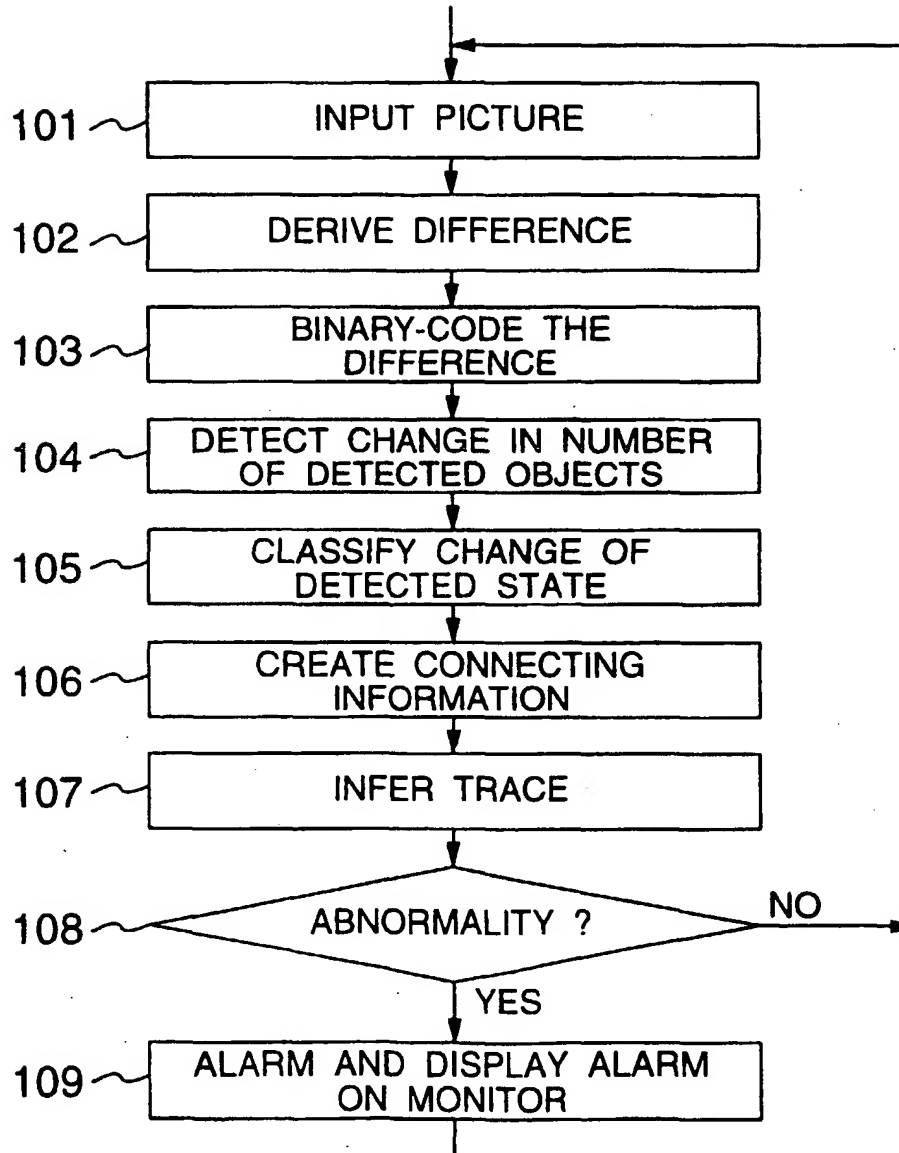 101
INPUT PICTURE
102
DERIVE DIFFERENCE
103
BINARY-CODE THE
DIFFERENCE
104
DETECT CHANGE IN NUMBER
OF DETECTED OBJECTS
105
CLASSIFY CHANGE OF
DETECTED STATE
106
CREATE CONNECTING
INFORMATION
107
INFER TRACE
108
ABNORMALITY ?
NO
YES
109
ALARM AND DISPLAY ALARM
ON MONITOR